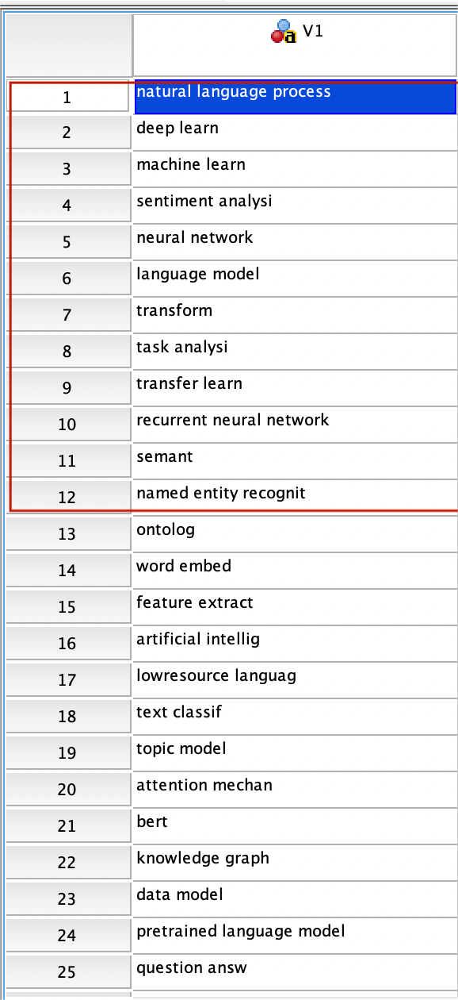 V1
1 natural language process
2 deep learn
3 machine learn
4 sentiment analysi
5 neural network
6 language model
7 transform
8 task analysi
9 transfer learn
10 recurrent neural network
11 semant
12 named entity recognit
13 ontolog
14 word embed
15 feature extract
16 artificial intellig
17 lowresource languag
18 text classif
19 topic model
20 attention mechan
21 bert
22 knowledge graph
23 data model
24 pretrained language model
25 question answ